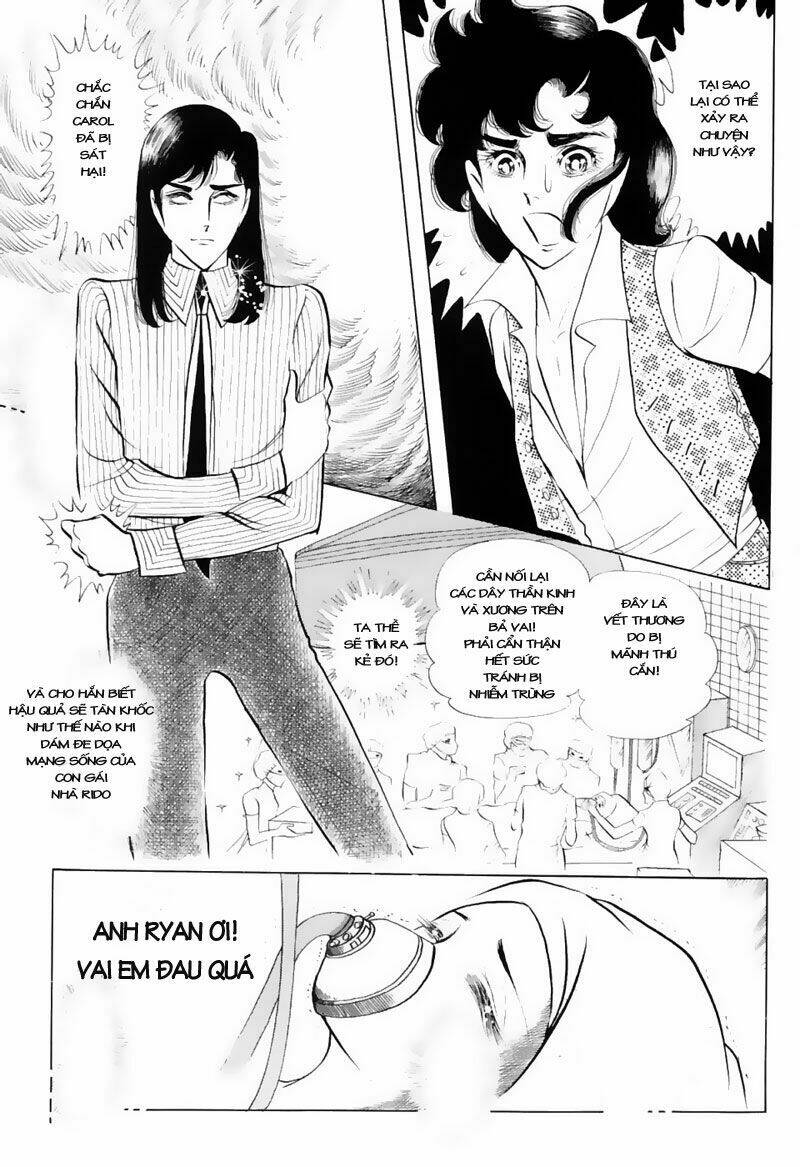 TẠI SAO
LẠI CÓ THỂ
XẢY RA
CHUYỆN
NHƯ VẬY?
CHẮC
CHẮN
CAROL
ĐÃ BỊ
SÁT
HẠI!
ĐÂY LÀ
VẾT THƯƠNG
DO BỊ
MÃNH THÚ
CẮN!
CẦN NỐI LẠI
CÁC DÂY THẦN KINH
VÀ XƯƠNG TRÊN
BẢ VAI!
PHẢI CẨN THẬN
HẾT SỨC
TRÁNH BỊ
NHIỄM TRÙNG
TA THỀ
SẼ TÌM RA
KẺ ĐÓ!
VÀ CHO HẮN BIẾT
HẬU QUẢ SẼ TÀN KHỐC
NHƯ THẾ NÀO KHI
DÁM ĐE DỌA
MẠNG SỐNG CỦA
CON GÁI
NHÀ RIDO
ANH RYAN ƠI!
VAI EM ĐAU QUÁ